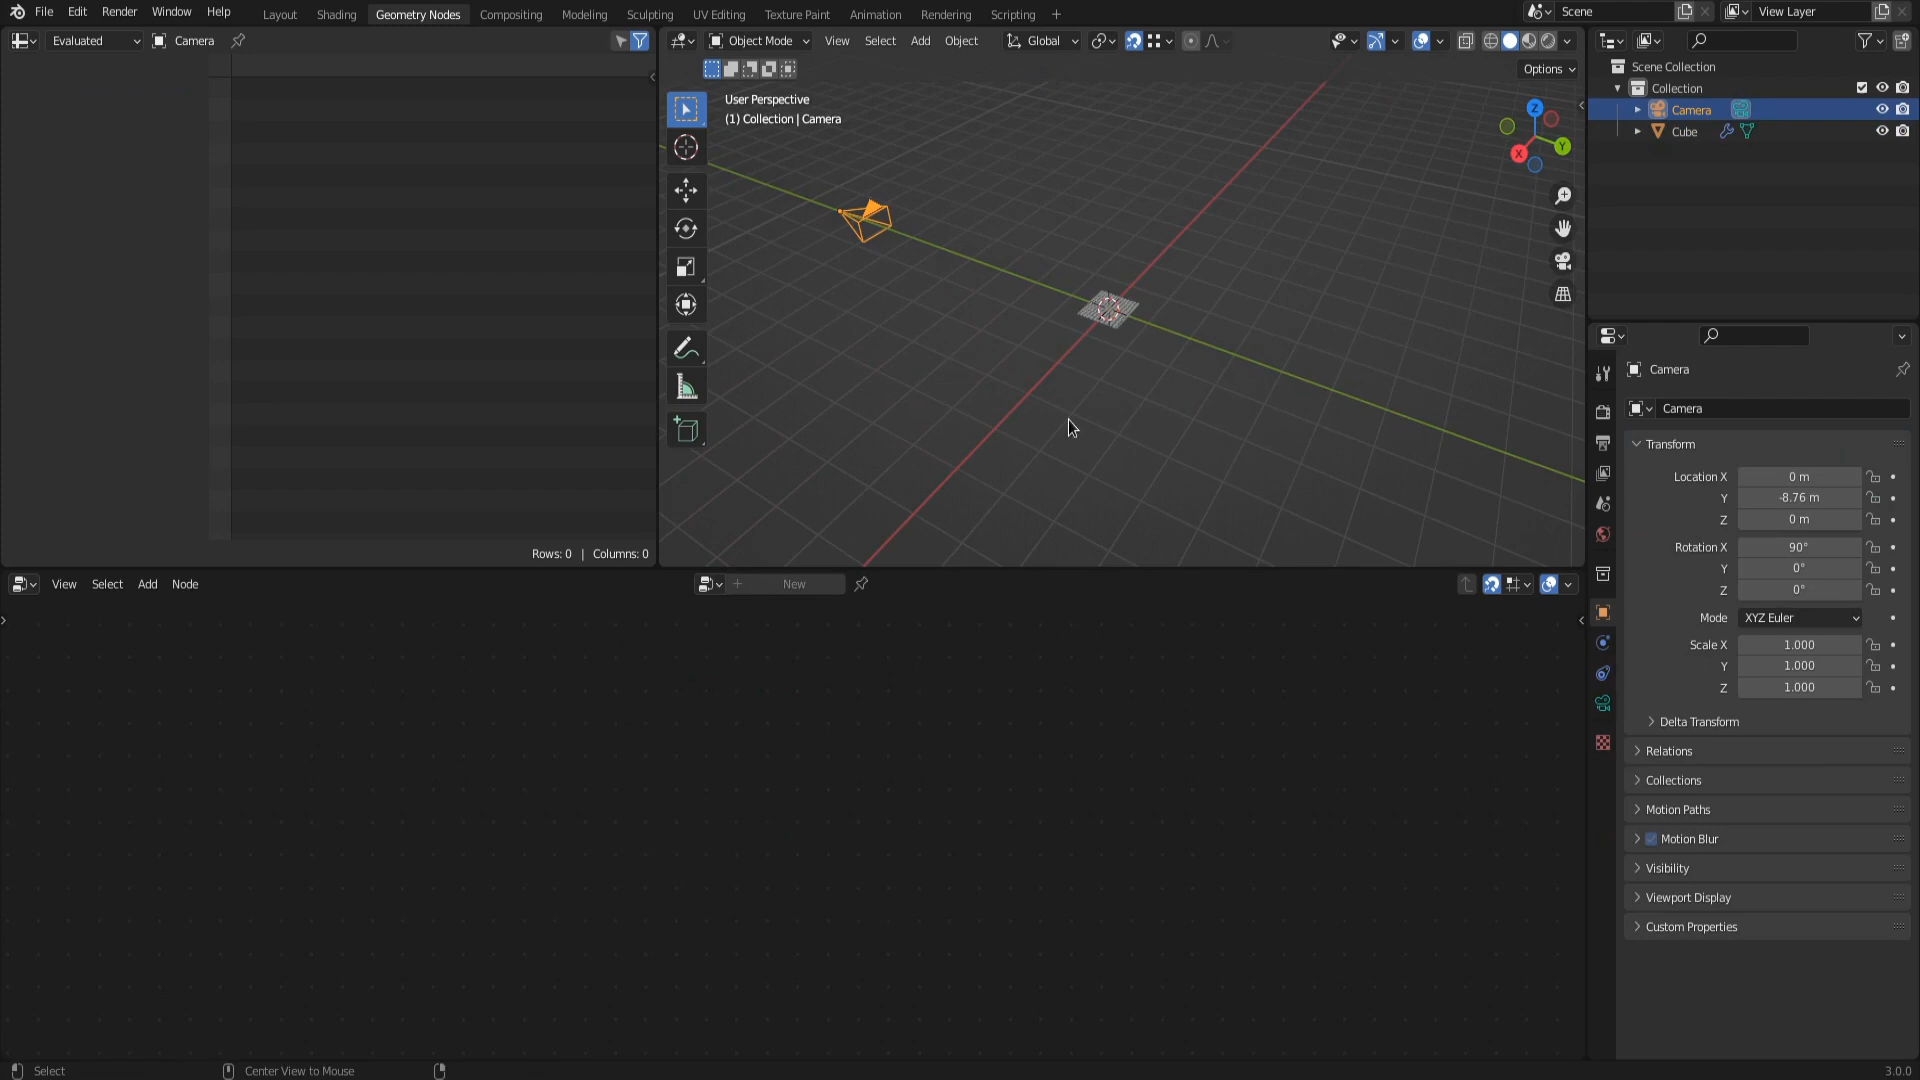 File Edit Render Window Help Layout Shading Geometry Nodes Compositing Modeling Sculpting UV Editing Texture Paint Animation Rendering Scripting + Scene View Layer
Evaluated Camera
Object Mode View Select Add Object Global
Options
User Perspective
(1) Collection | Camera
Z
Y
X
Rows: 0 | Columns: 0
Scene Collection
Collection
Camera
Cube
Camera
Camera
Transform
Location X 0 m
Y -8.76 m
Z 0 m
Rotation X 90°
Y 0°
Z 0°
Mode XYZ Euler
Scale X 1.000
Y 1.000
Z 1.000
Delta Transform
Relations
Collections
Motion Paths
Motion Blur
Visibility
Viewport Display
Custom Properties
View Select Add Node New
Select Center View to Mouse 3.0.0